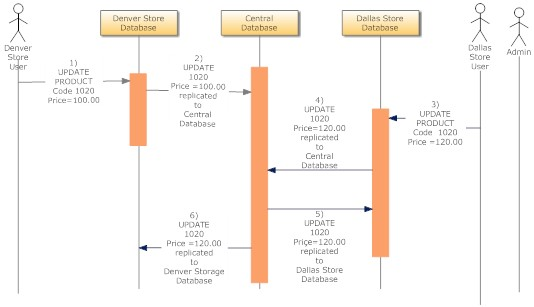 Denver Store
Database
Central
Database
Dallas Store
Database
Denver
Store
User
Dallas
Store
User
Admin
1)
UPDATE
PRODUCT
Code 1020
Price=100.00
2)
UPDATE
1020
Price =100.00
replicated
to
Central
Database
3)
UPDATE
PRODUCT
Code 1020
Price =120.00
4)
UPDATE
1020
Price=120.00
replicated
to
Central
Database
5)
UPDATE
1020
Price=120.00
replicated
to
Dallas Store
Database
6)
UPDATE
1020
Price =120.00
replicated
to
Denver Storage
Database